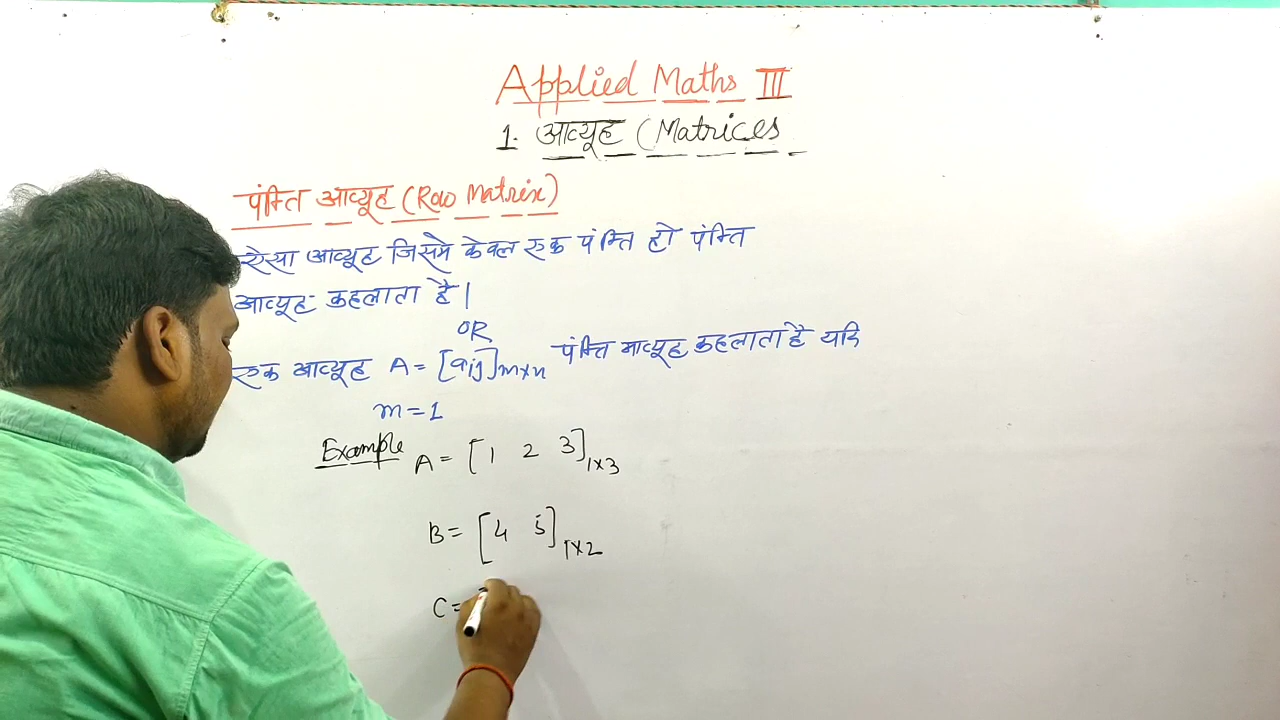 Applied Maths III
1. आव्यूह (Matrices
पंक्ति आव्यूह (Row Matrix)
ऐसा आव्यूह जिसमे केवल एक पंक्ति हो पंक्ति
आव्यूह कहलाता है|
OR
एक आव्यूह A = [aij]m×n पंक्ति आव्यूह कहलाता है यदि
m = 1
Example A = [1 2 3]1×3
B = [4 5]1×2
C =